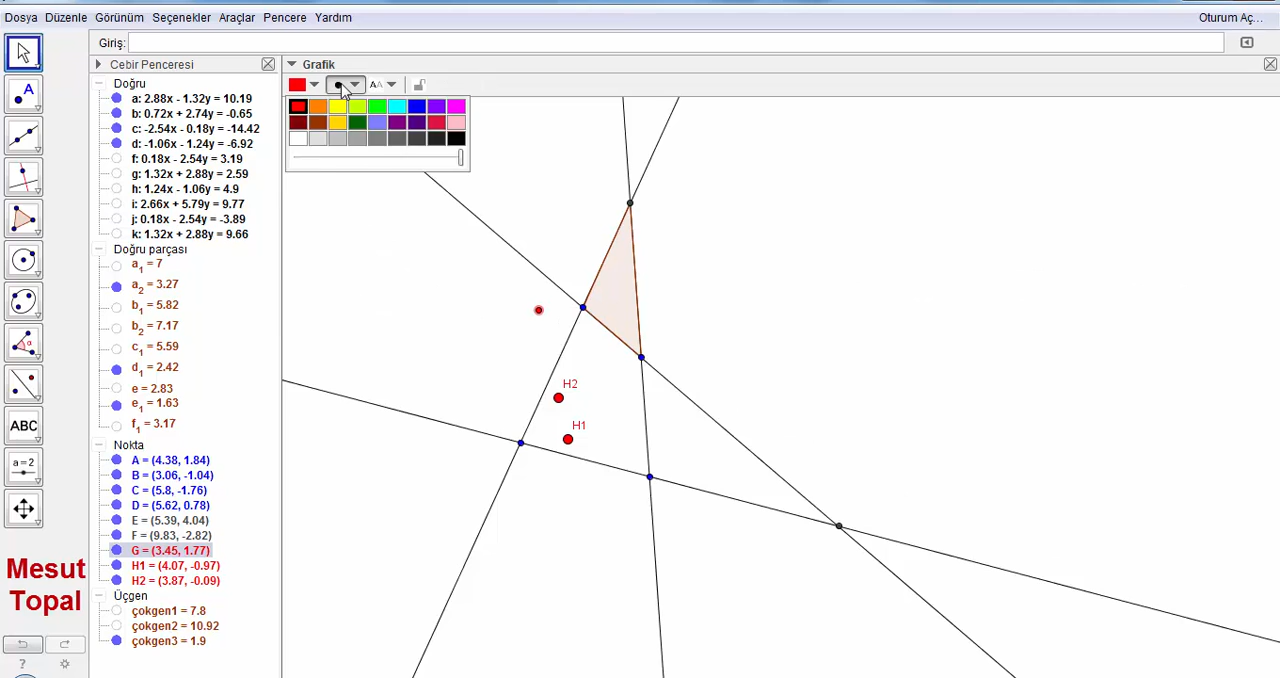 Dosya Düzenle Görünüm Seçenekler Araçlar Pencere Yardım Oturum Aç...
Giriş:
Cebir Penceresi
Grafik
Doğru
a: 2.88x - 1.32y = 10.19
b: 0.72x + 2.74y = -0.65
c: -2.54x - 0.18y = -14.42
d: -1.06x - 1.24y = -6.92
f: 0.18x - 2.54y = 3.19
g: 1.32x + 2.88y = 2.59
h: 1.24x - 1.06y = 4.9
i: 2.66x + 5.79y = 9.77
j: 0.18x - 2.54y = -3.89
k: 1.32x + 2.88y = 9.66
Doğru parçası
a1 = 7
a2 = 3.27
b1 = 5.82
b2 = 7.17
c1 = 5.59
d1 = 2.42
e = 2.83
e1 = 1.63
f1 = 3.17
Nokta
A = (4.38, 1.84)
B = (3.06, -1.04)
C = (5.8, -1.76)
D = (5.62, 0.78)
E = (5.39, 4.04)
F = (9.83, -2.82)
G = (3.45, 1.77)
H1 = (4.07, -0.97)
H2 = (3.87, -0.09)
Üçgen
çokgen1 = 7.8
çokgen2 = 10.92
çokgen3 = 1.9
A
α
ABC
a=2
Mesut
Topal
?
AA
H2
H1